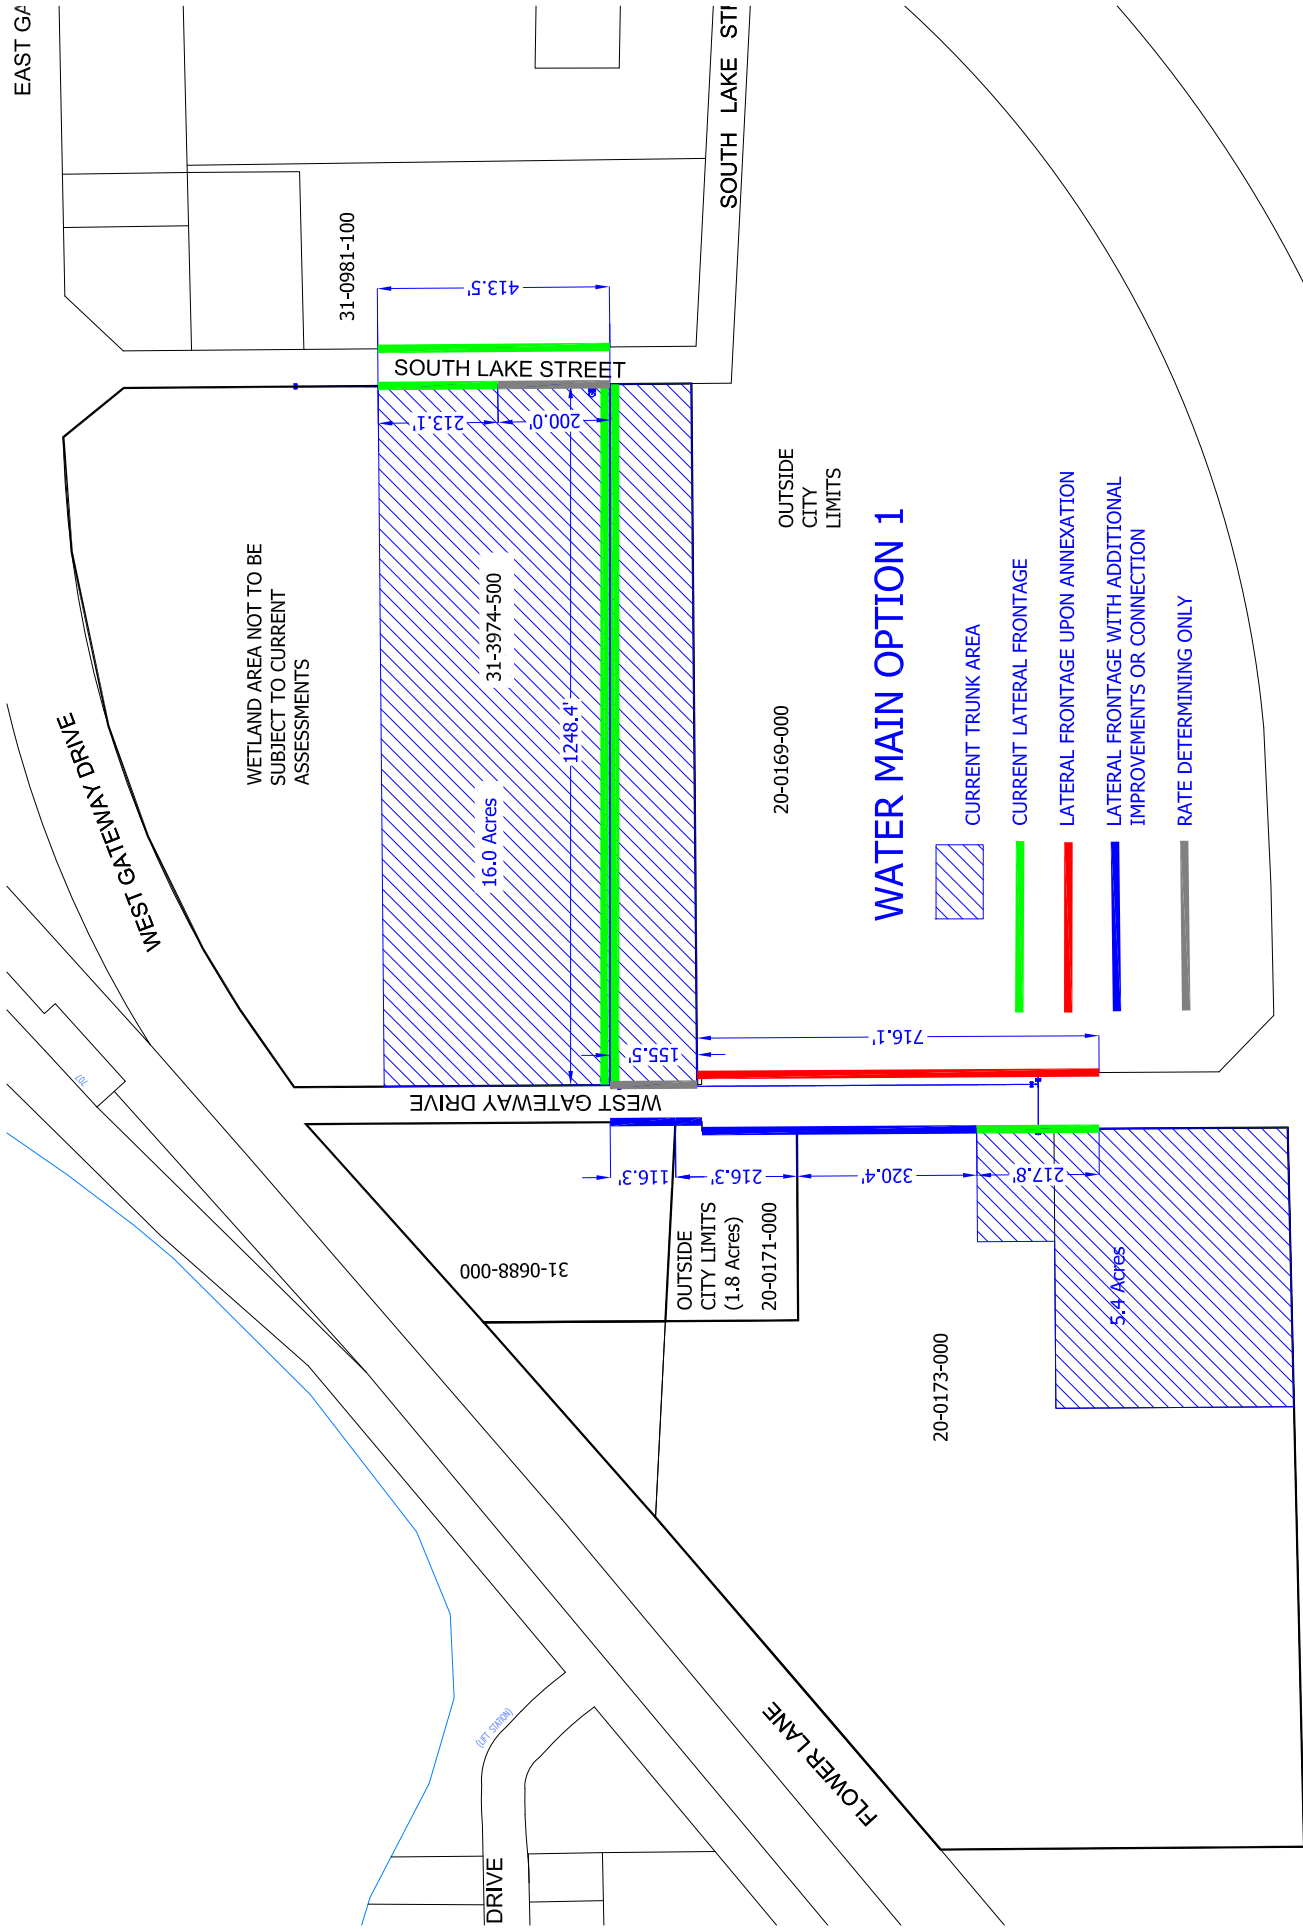 EAST GA
31-0981-100
SOUTH LAKE STR
413.5'
SOUTH LAKE STREET
213.1'
200.0'
WETLAND AREA NOT TO BE
SUBJECT TO CURRENT
ASSESSMENTS
31-3974-500
16.0 Acres
1248.4'
OUTSIDE
CITY
LIMITS
20-0169-000
WEST GATEWAY DRIVE
WATER MAIN OPTION 1
CURRENT TRUNK AREA
CURRENT LATERAL FRONTAGE
LATERAL FRONTAGE UPON ANNEXATION
LATERAL FRONTAGE WITH ADDITIONAL
IMPROVEMENTS OR CONNECTION
RATE DETERMINING ONLY
155.5'
716.1'
WEST GATEWAY DRIVE
116.3'
216.3'
320.4'
217.8'
31-0688-000
OUTSIDE
CITY LIMITS
(1.8 Acres)
20-0171-000
5.4 Acres
20-0173-000
707
(LIFT STATION)
FLOWER LANE
DRIVE